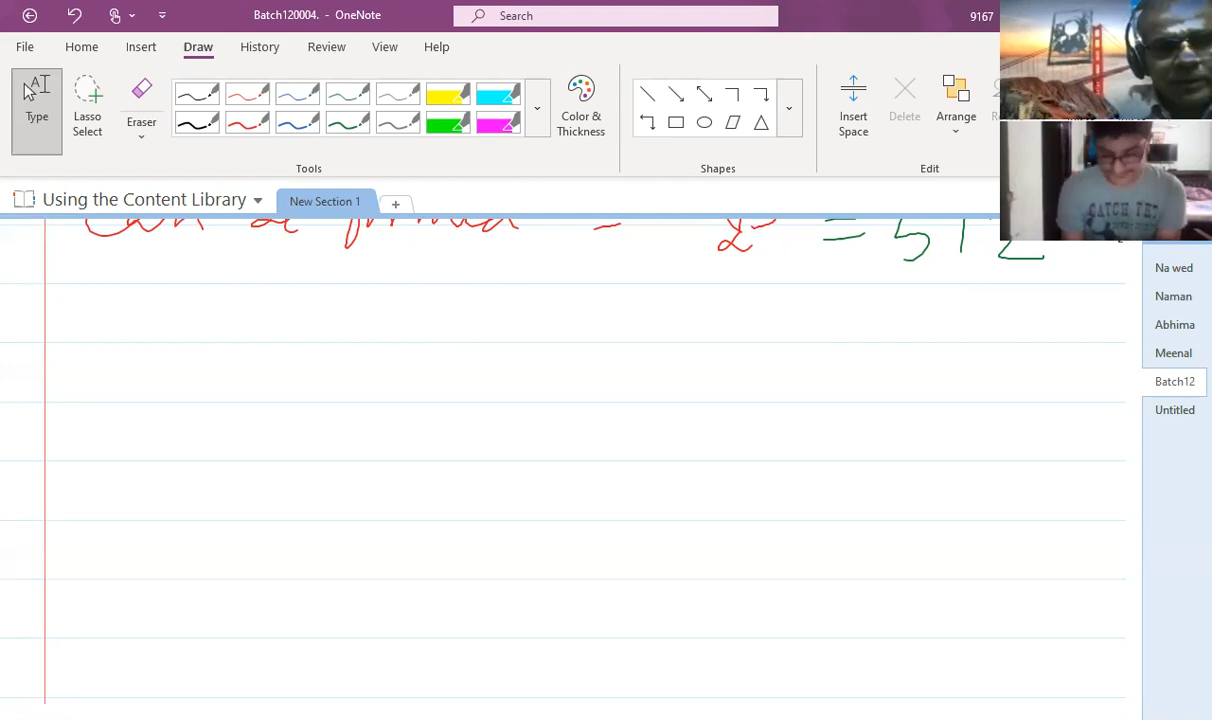 Batch120004. - OneNote
Search
9167
File Home Insert Draw History Review View Help
Type
Lasso Select
Eraser
Color & Thickness
Insert Space
Delete
Arrange
Tools
Shapes
Edit
Using the Content Library
New Section 1
= 512
CATCH THE
Na wed
Naman
Abhima
Meenal
Batch12
Untitled